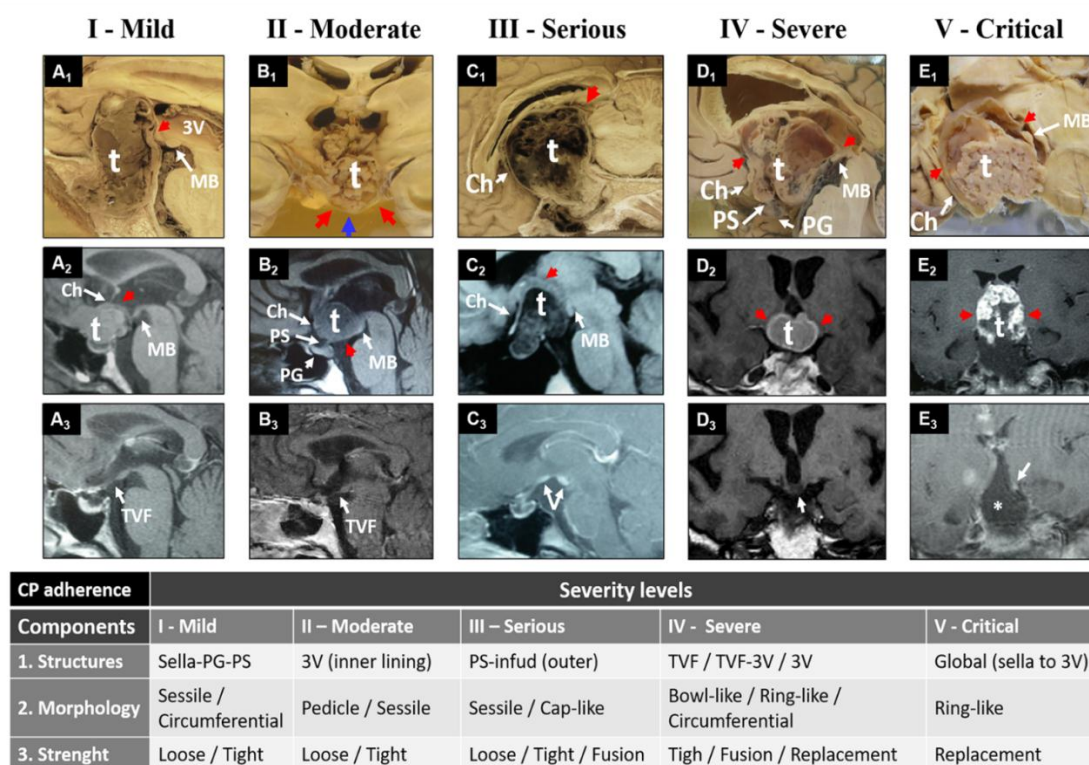 I - Mild II - Moderate III - Serious IV - Severe V - Critical
A1 t 3V MB
B1 t
C1 t Ch
D1 t Ch PS PG MB
E1 t MB Ch
A2 Ch t MB
B2 Ch t PS PG MB
C2 Ch t MB
D2 t
E2 t
A3 TVF
B3 TVF
C3 V
D3
E3 *
CP adherence Severity levels
Components I - Mild II – Moderate III – Serious IV - Severe V - Critical
1. Structures Sella-PG-PS 3V (inner lining) PS-infud (outer) TVF / TVF-3V / 3V Global (sella to 3V)
2. Morphology Sessile / Circumferential Pedicle / Sessile Sessile / Cap-like Bowl-like / Ring-like / Circumferential Ring-like
3. Strenght Loose / Tight Loose / Tight Loose / Tight / Fusion Tigh / Fusion / Replacement Replacement